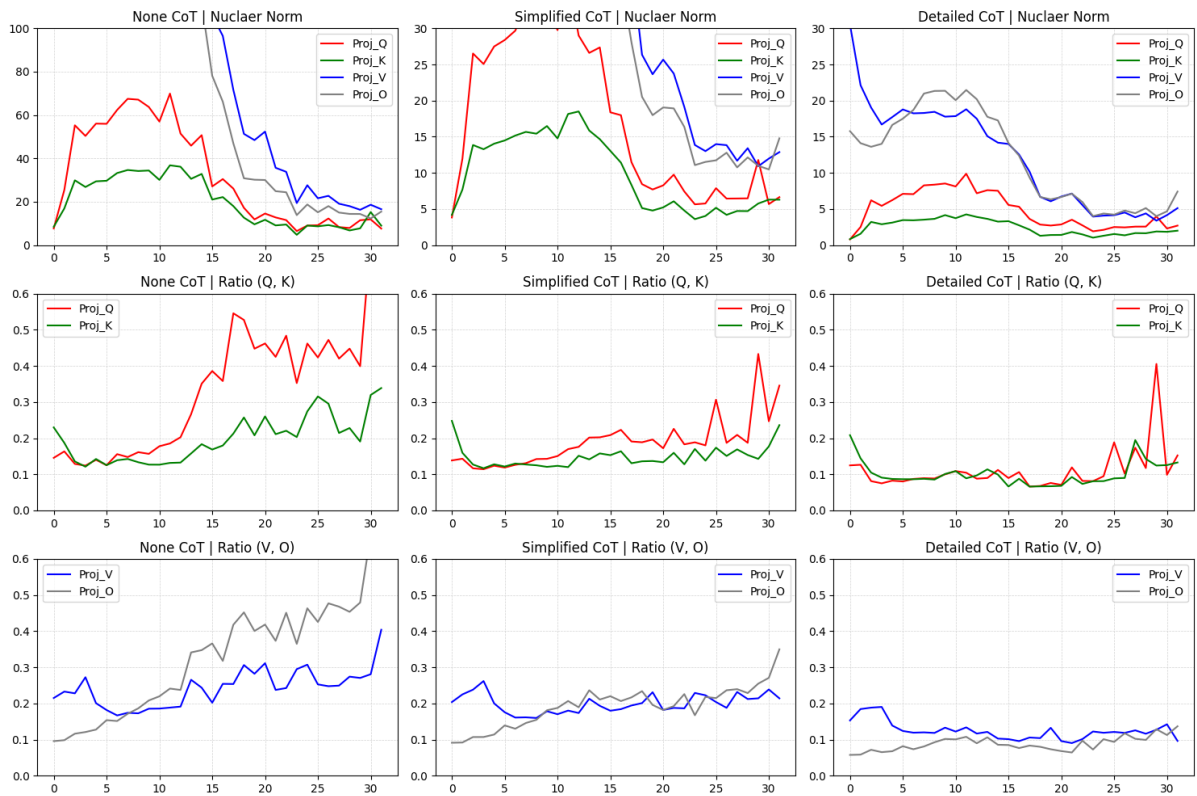 None CoT | Nuclaer Norm
Simplified CoT | Nuclaer Norm
Detailed CoT | Nuclaer Norm
100
80
60
40
20
0
Proj_Q
Proj_K
Proj_V
Proj_O
0 5 10 15 20 25 30
30
25
20
15
10
5
0
Proj_Q
Proj_K
Proj_V
Proj_O
0 5 10 15 20 25 30
30
25
20
15
10
5
0
Proj_Q
Proj_K
Proj_V
Proj_O
0 5 10 15 20 25 30
None CoT | Ratio (Q, K)
Simplified CoT | Ratio (Q, K)
Detailed CoT | Ratio (Q, K)
0.6
0.5
0.4
0.3
0.2
0.1
0.0
Proj_Q
Proj_K
0 5 10 15 20 25 30
0.6
0.5
0.4
0.3
0.2
0.1
0.0
Proj_Q
Proj_K
0 5 10 15 20 25 30
0.6
0.5
0.4
0.3
0.2
0.1
0.0
Proj_Q
Proj_K
0 5 10 15 20 25 30
None CoT | Ratio (V, O)
Simplified CoT | Ratio (V, O)
Detailed CoT | Ratio (V, O)
0.6
0.5
0.4
0.3
0.2
0.1
0.0
Proj_V
Proj_O
0 5 10 15 20 25 30
0.6
0.5
0.4
0.3
0.2
0.1
0.0
Proj_V
Proj_O
0 5 10 15 20 25 30
0.6
0.5
0.4
0.3
0.2
0.1
0.0
Proj_V
Proj_O
0 5 10 15 20 25 30